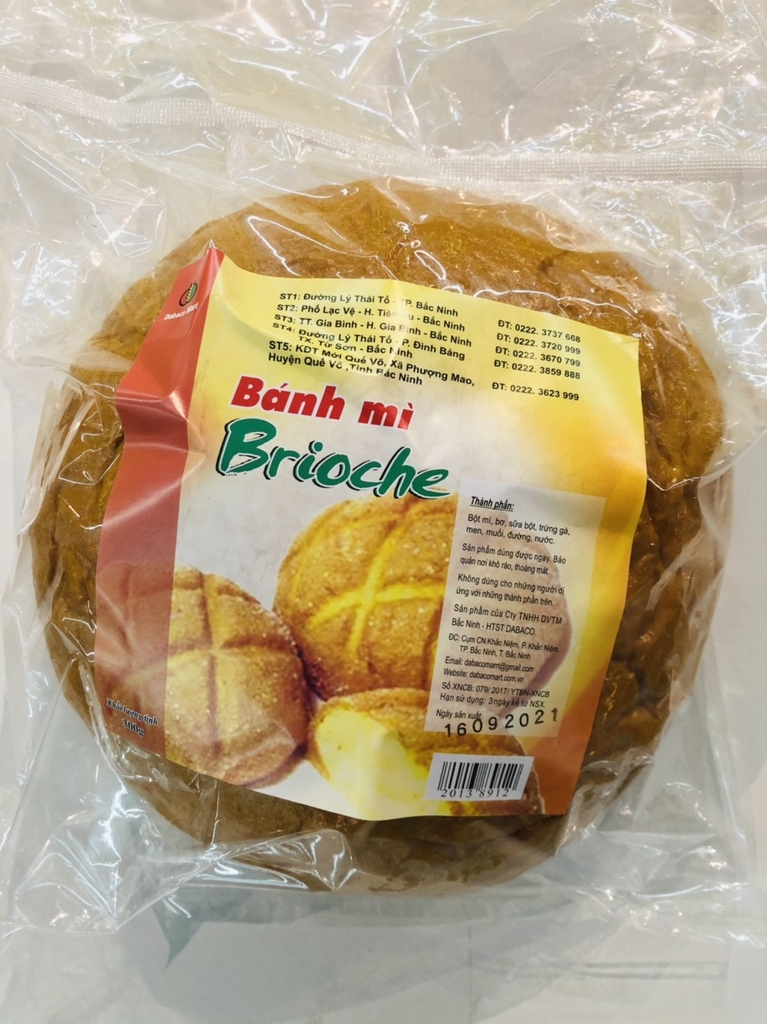 Dabaco Mart
ST1: Đường Lý Thái Tổ - TP. Bắc Ninh ĐT: 0222. 3737 668
ST2: Phố Lạc Vệ - H. Tiên Du - Bắc Ninh ĐT: 0222. 3720 999
ST3: TT. Gia Bình - H. Gia Bình - Bắc Ninh ĐT: 0222. 3670 799
ST4: Đường Lý Thái Tổ - P. Đình Bảng ĐT: 0222. 3859 888
TX. Từ Sơn - Bắc Ninh
ST5: KĐT Mới Quế Võ, Xã Phượng Mao, ĐT: 0222. 3623 999
Huyện Quế Võ, Tỉnh Bắc Ninh
Bánh mì
Brioche
Thành phần:
Bột mì, bơ, sữa bột, trứng gà,
men, muối, đường, nước.
Sản phẩm dùng được ngay. Bảo
quản nơi khô ráo, thoáng mát.
Không dùng cho những người dị
ứng với những thành phần trên.
Sản phẩm của Cty TNHH DVTM
Bắc Ninh - HTST DABACO.
ĐC: Cụm CN Khắc Niệm, P. Khắc Niệm,
TP. Bắc Ninh, T. Bắc Ninh
Email: dabacomart@gmail.com
Website: dabacomart.com.vn
Số XNCB: 079/ 2017/ YTBN-XNCB
Hạn sử dụng: 3ngày kể từ NSX
Ngày sản xuất
16092021
Khối lượng tịnh
2013 8912